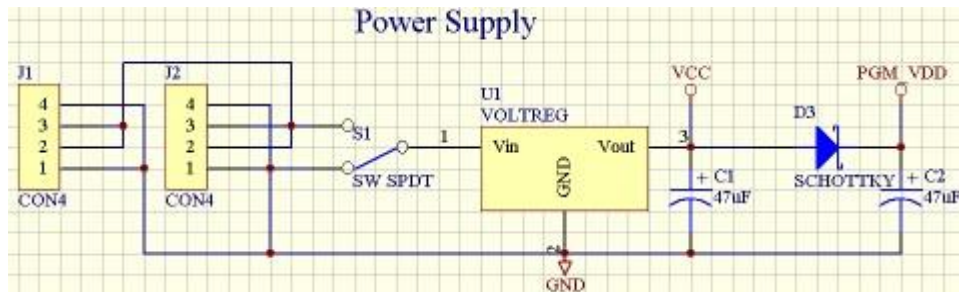 Power Supply
J1
4
3
2
1
CON4
J2
4
3
2
1
CON4
S1
SW SPDT
1
U1
VOLTREG
Vin
Vout
GND
3
2
GND
VCC
+ C1
47uF
D3
SCHOTTKY
PGM_VDD
+ C2
47uF